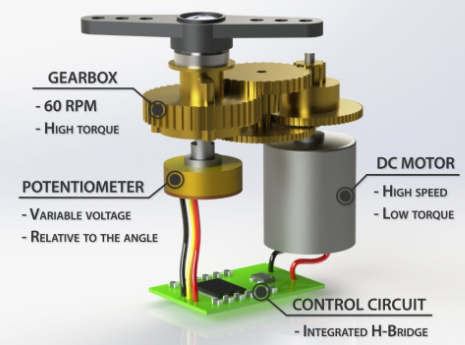 GEARBOX
- 60 RPM
- HIGH TORQUE
DC MOTOR
- HIGH SPEED
- LOW TORQUE
POTENTIOMETER
- VARIABLE VOLTAGE
- RELATIVE TO THE ANGLE
CONTROL CIRCUIT
- INTEGRATED H-BRIDGE